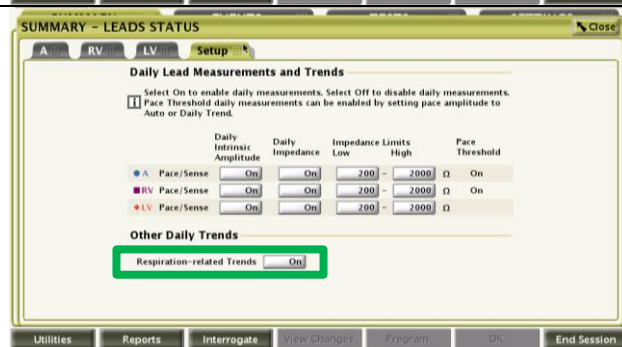 SUMMARY - LEADS STATUS
Close
A RV LV Setup
Daily Lead Measurements and Trends
Select On to enable daily measurements. Select Off to disable daily measurements.
i Pace Threshold daily measurements can be enabled by setting pace amplitude to
Auto or Daily Trend.
Daily
Intrinsic Daily Impedance Limits Pace
Amplitude Impedance Low High Threshold
A Pace/Sense On On 200 - 2000 Ω On
RV Pace/Sense On On 200 - 2000 Ω On
LV Pace/Sense On On 200 - 2000 Ω
Other Daily Trends
Respiration-related Trends On
Utilities Reports Interrogate View Changes Program OK End Session